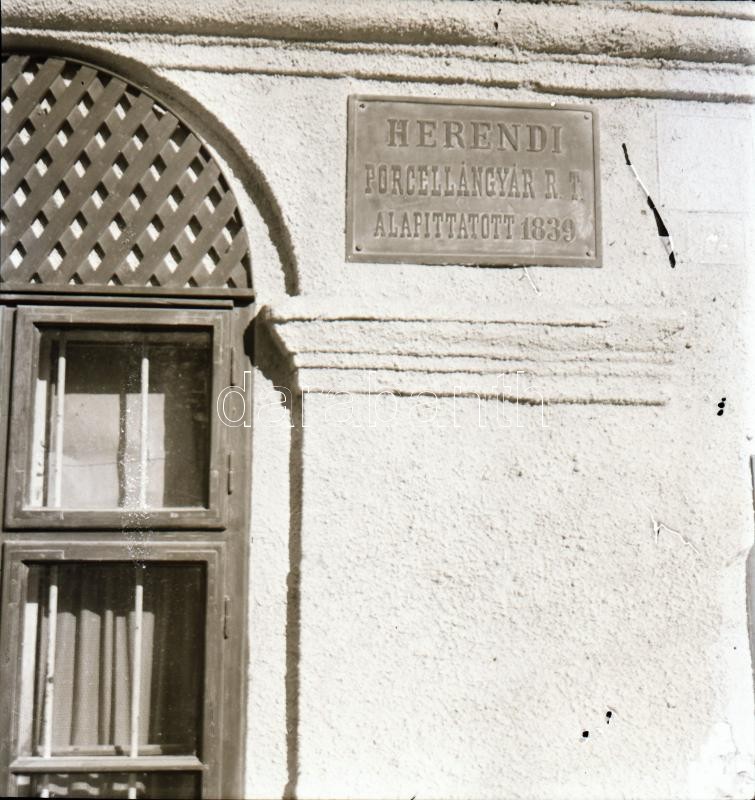 HERENDI
PORCELLÁNGYÁR R. T.
ALAPITTATOTT 1839
darabanth